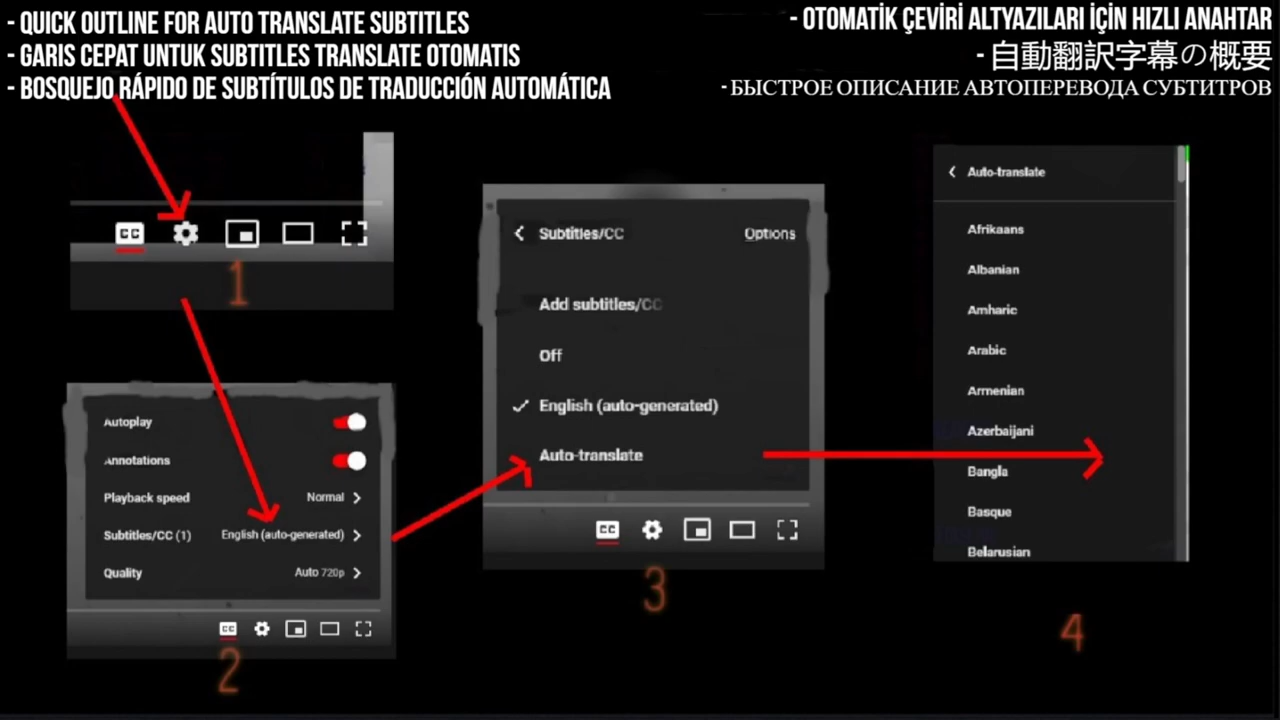 - QUICK OUTLINE FOR AUTO TRANSLATE SUBTITLES
- GARIS CEPAT UNTUK SUBTITLES TRANSLATE OTOMATIS
- BOSQUEJO RÁPIDO DE SUBTÍTULOS DE TRADUCCIÓN AUTOMÁTICA
- OTOMATİK ÇEVİRİ ALTYAZILARI İÇİN HIZLI ANAHTAR
- 自動翻訳字幕の概要
- БЫСТРОЕ ОПИСАНИЕ АВТОПЕРЕВОДА СУБТИТРОВ
CC
1
Autoplay
Annotations
Playback speed Normal
Subtitles/CC (1) English (auto-generated)
Quality Auto 720p
CC
2
Subtitles/CC Options
Add subtitles/CC
Off
English (auto-generated)
Auto-translate
CC
3
Auto-translate
Afrikaans
Albanian
Amharic
Arabic
Armenian
Azerbaijani
Bangla
Basque
Belarusian
4